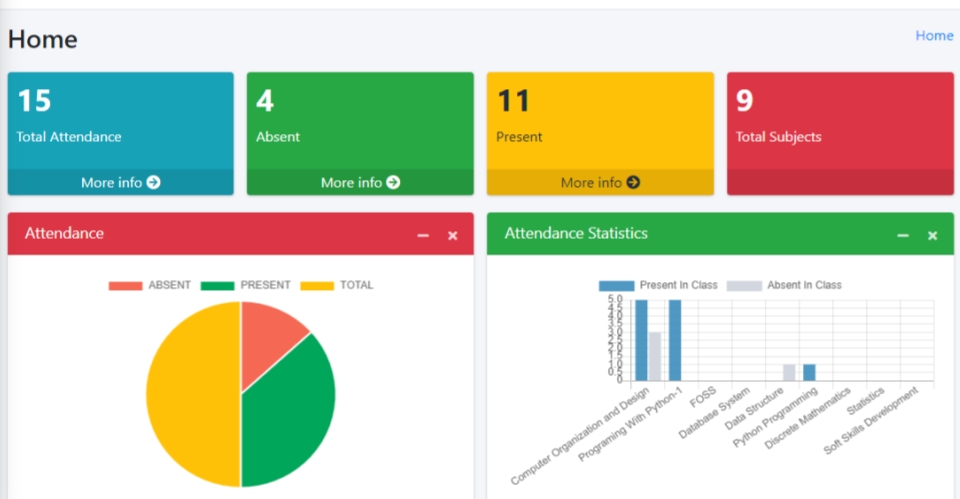 Home
Home
15
Total Attendance
More info
4
Absent
More info
11
Present
More info
9
Total Subjects
Attendance
ABSENT PRESENT TOTAL
Attendance Statistics
Present In Class Absent In Class
5.0
4.5
4.0
3.5
3.0
2.5
2.0
1.5
1.0
0.5
0
Computer Organization and Design
Programing With Python-1
FOSS
Database System
Data Structure
Python Programming
Discrete Mathematics
Statistics
Soft Skills Development